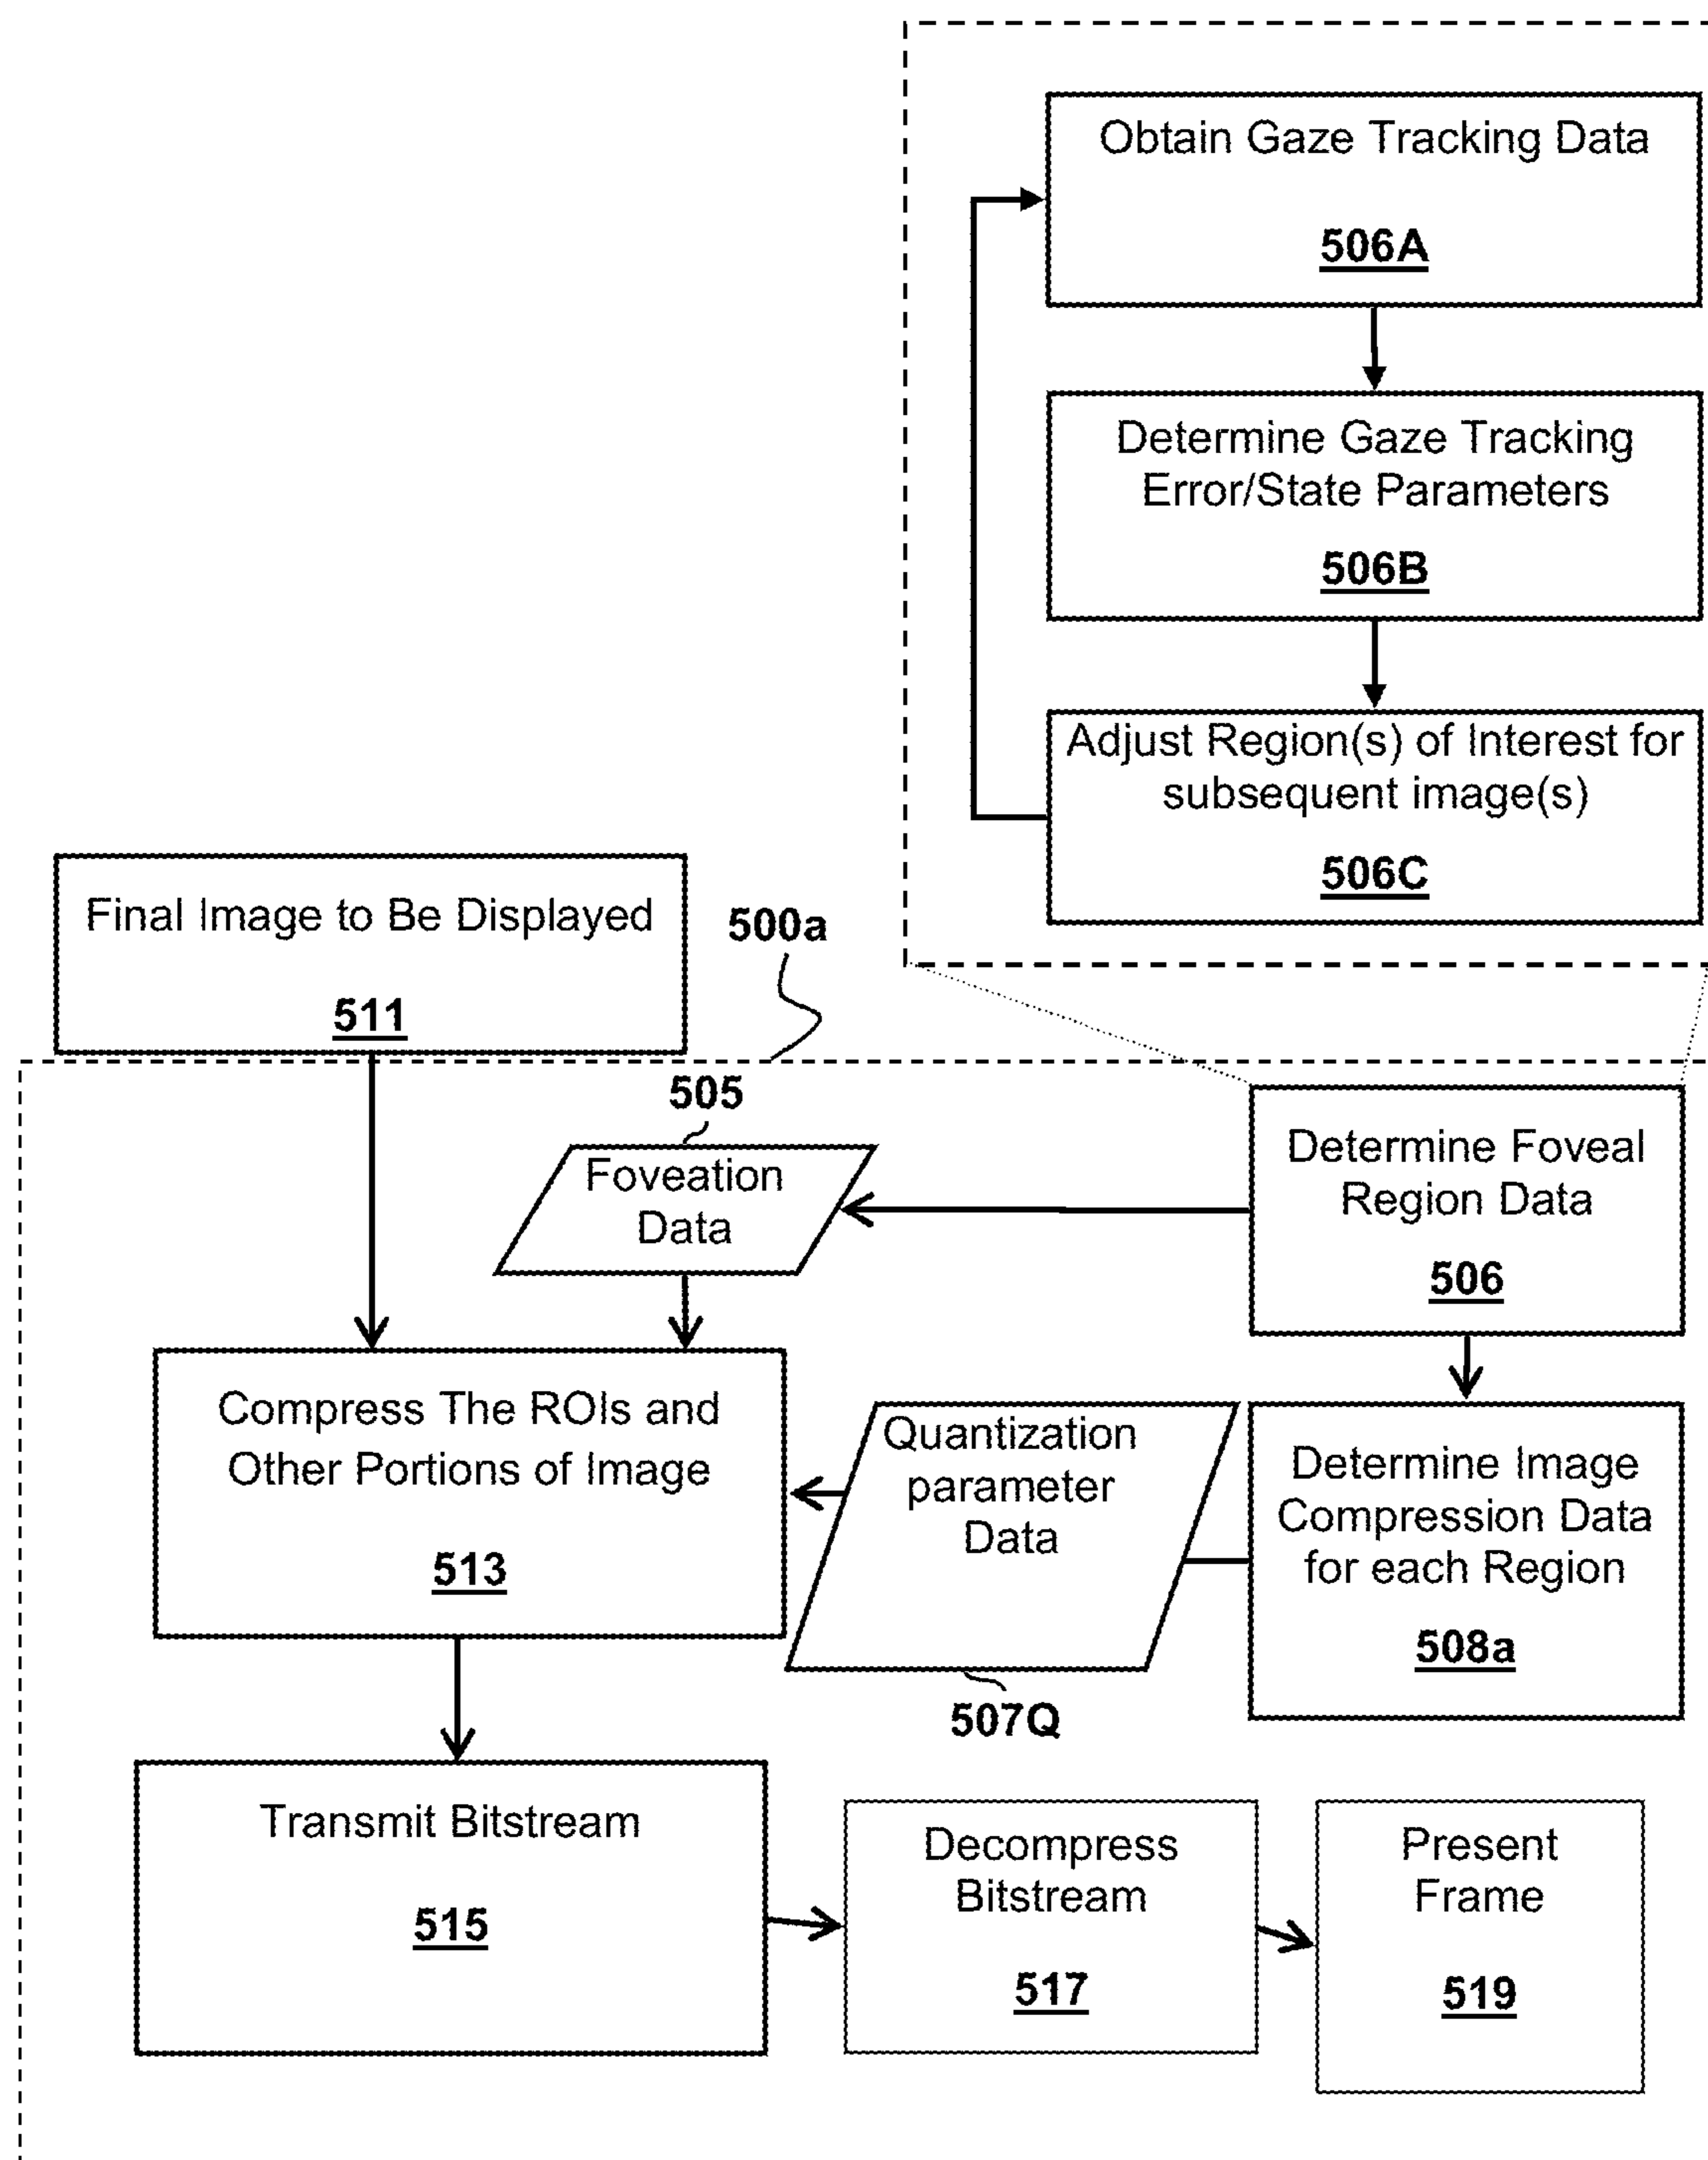 Obtain Gaze Tracking Data
506A
Determine Gaze Tracking
Error/State Parameters
506B
Adjust Region(s) of Interest for
subsequent image(s)
506C
Final Image to Be Displayed
511
500a
505
Foveation
Data
Determine Foveal
Region Data
506
Compress The ROIs and
Other Portions of Image
513
Quantization
parameter
Data
507Q
Determine Image
Compression Data
for each Region
508a
Transmit Bitstream
515
Decompress
Bitstream
517
Present
Frame
519